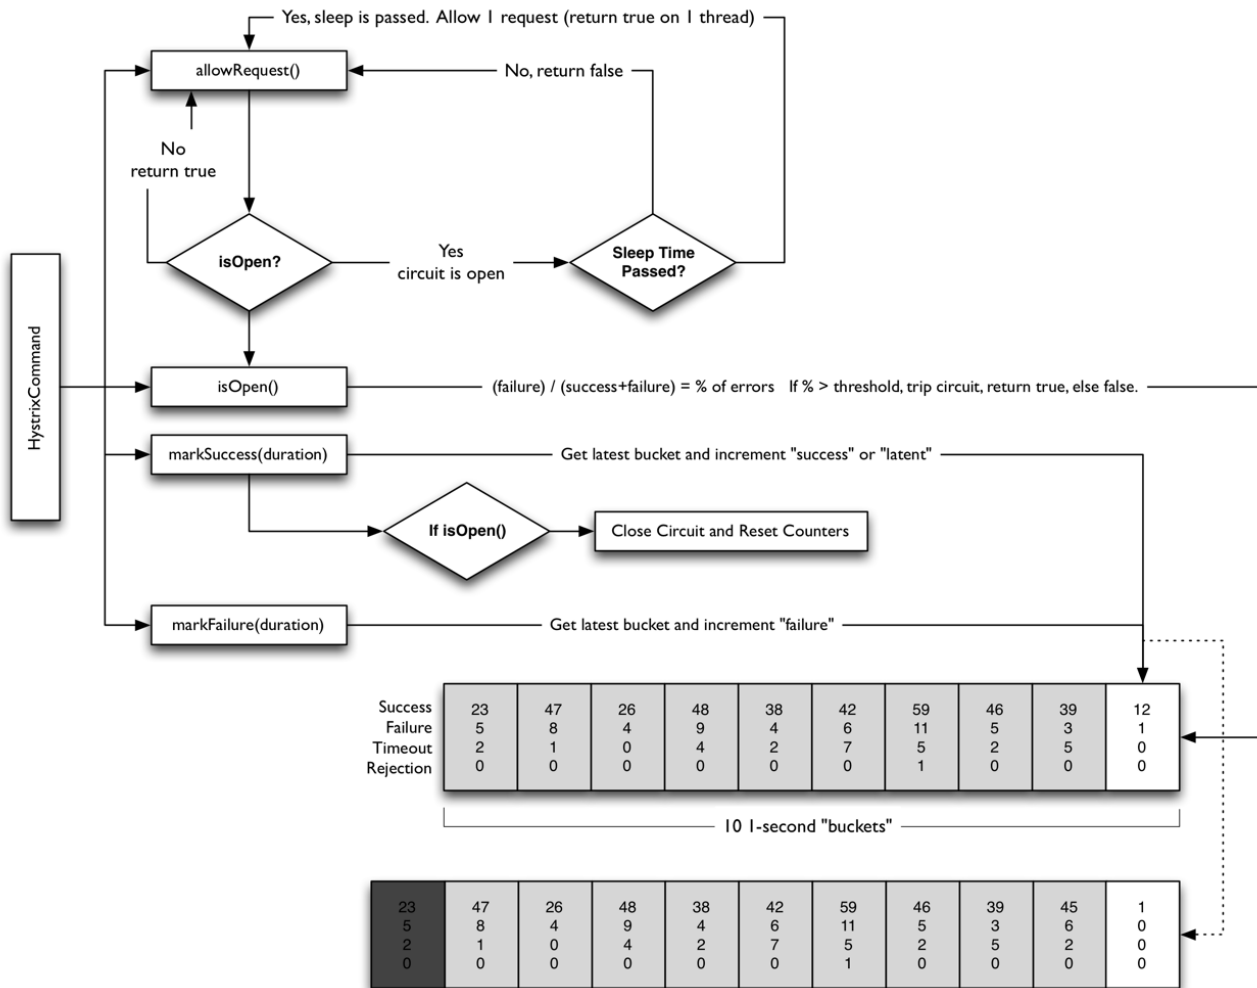 Yes, sleep is passed. Allow 1 request (return true on 1 thread)
allowRequest()
No, return false
No
return true
isOpen?
Yes
circuit is open
Sleep Time
Passed?
HystrixCommand
isOpen()
(failure) / (success+failure) = % of errors If % > threshold, trip circuit, return true, else false.
markSuccess(duration)
Get latest bucket and increment "success" or "latent"
If isOpen()
Close Circuit and Reset Counters
markFailure(duration)
Get latest bucket and increment "failure"
Success 23 47 26 48 38 42 59 46 39 12
Failure 5 8 4 9 4 6 11 5 3 1
Timeout 2 1 0 4 2 7 5 2 5 0
Rejection 0 0 0 0 0 0 1 0 0 0
10 1-second "buckets"
23 47 26 48 38 42 59 46 39 45 1
5 8 4 9 4 6 11 5 3 6 0
2 1 0 4 2 7 5 2 5 2 0
0 0 0 0 0 0 1 0 0 0 0